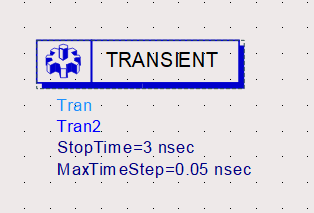 TRANSIENT
Tran
Tran2
StopTime=3 nsec
MaxTimeStep=0.05 nsec